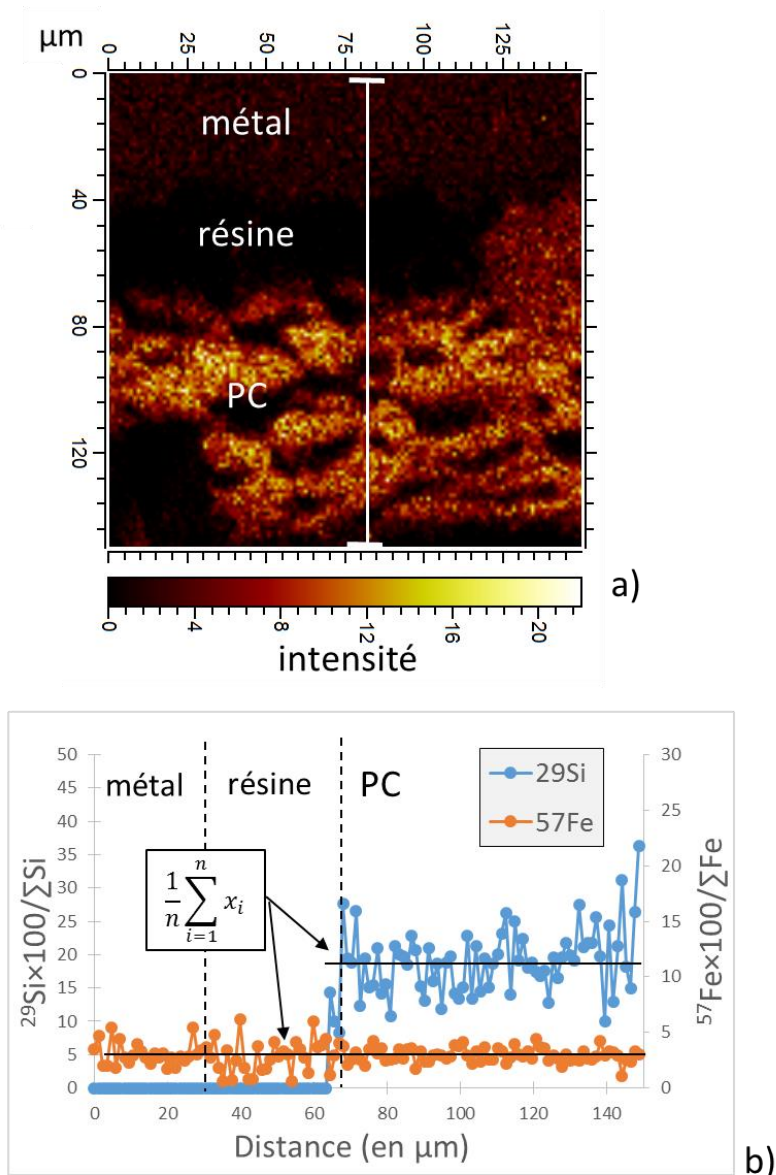 μm
0 25 50 75 100 125
0
40
80
120
métal
résine
PC
0 4 8 12 16 20
intensité
a)
50
45
40
35
30
25
20
15
10
5
0
²⁹Si×100/∑Si
métal
résine
PC
29Si
57Fe
$\frac{1}{n}\sum_{i=1}^{n} x_i$
30
25
20
15
10
5
0
⁵⁷Fe×100/∑Fe
0 20 40 60 80 100 120 140
Distance (en μm)
b)